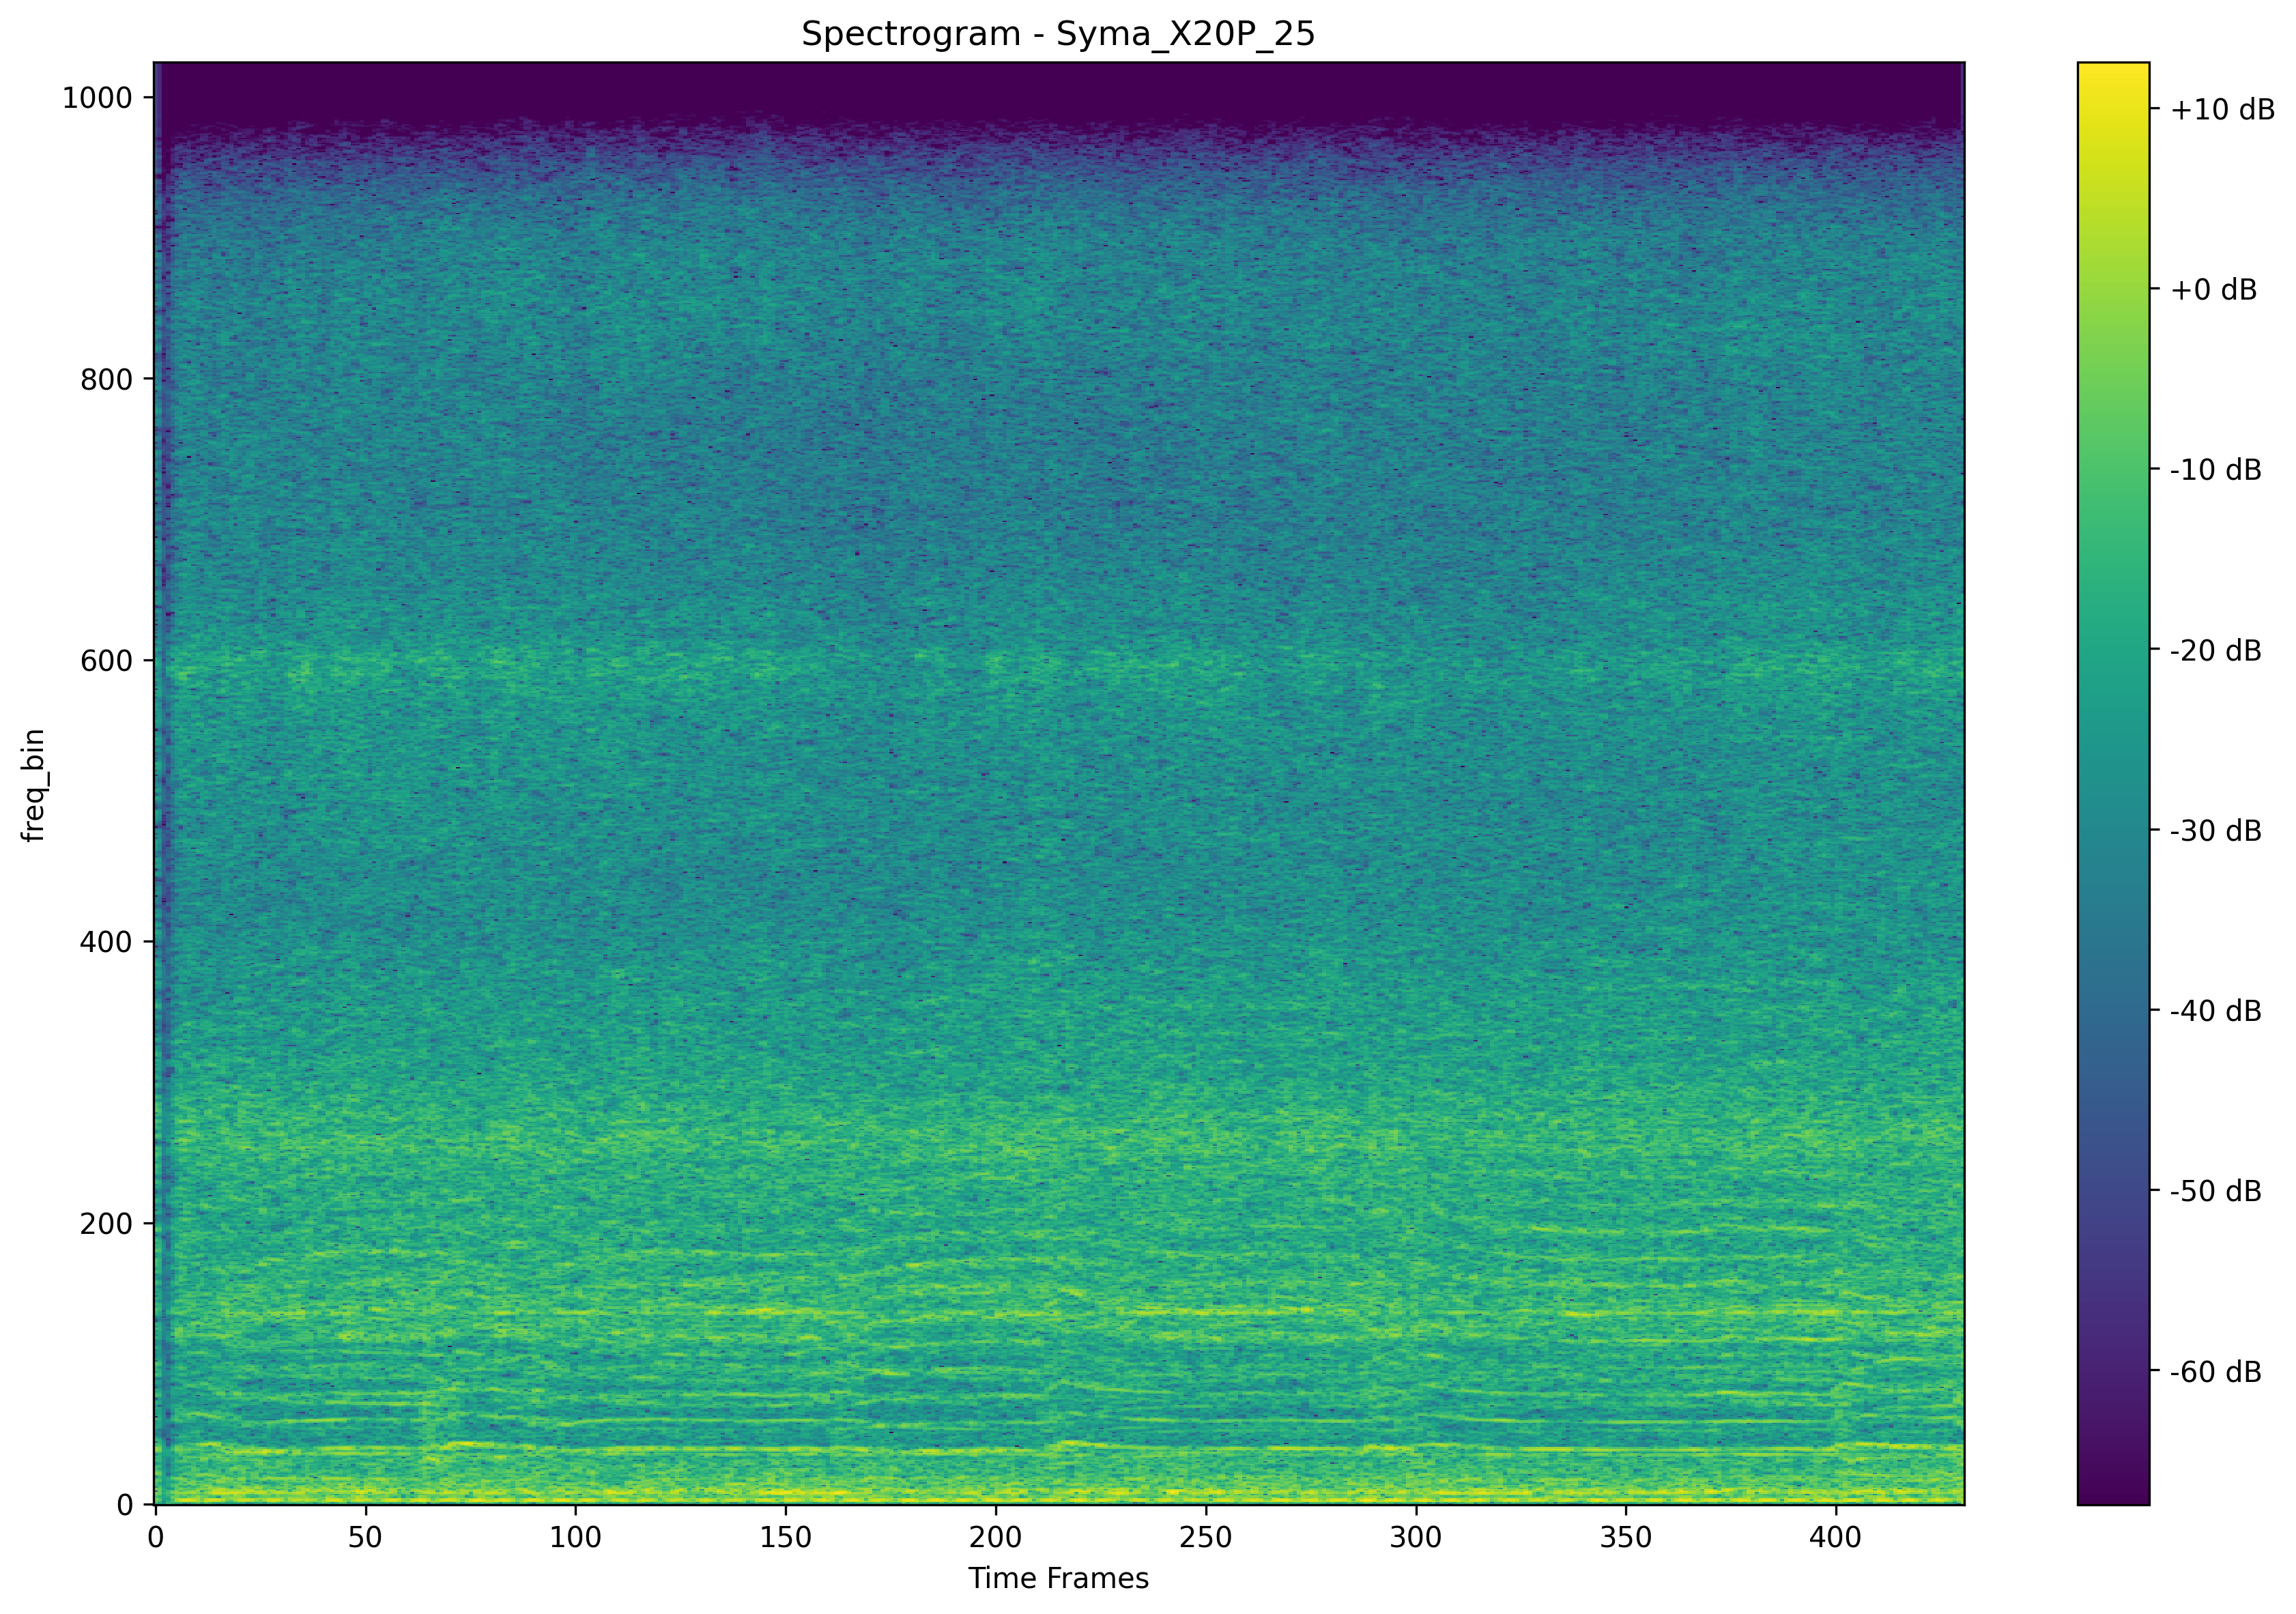 Spectrogram - Syma_X20P_25
1000
800
600
400
200
0
freq_bin
0 50 100 150 200 250 300 350 400
Time Frames
+10 dB
+0 dB
-10 dB
-20 dB
-30 dB
-40 dB
-50 dB
-60 dB